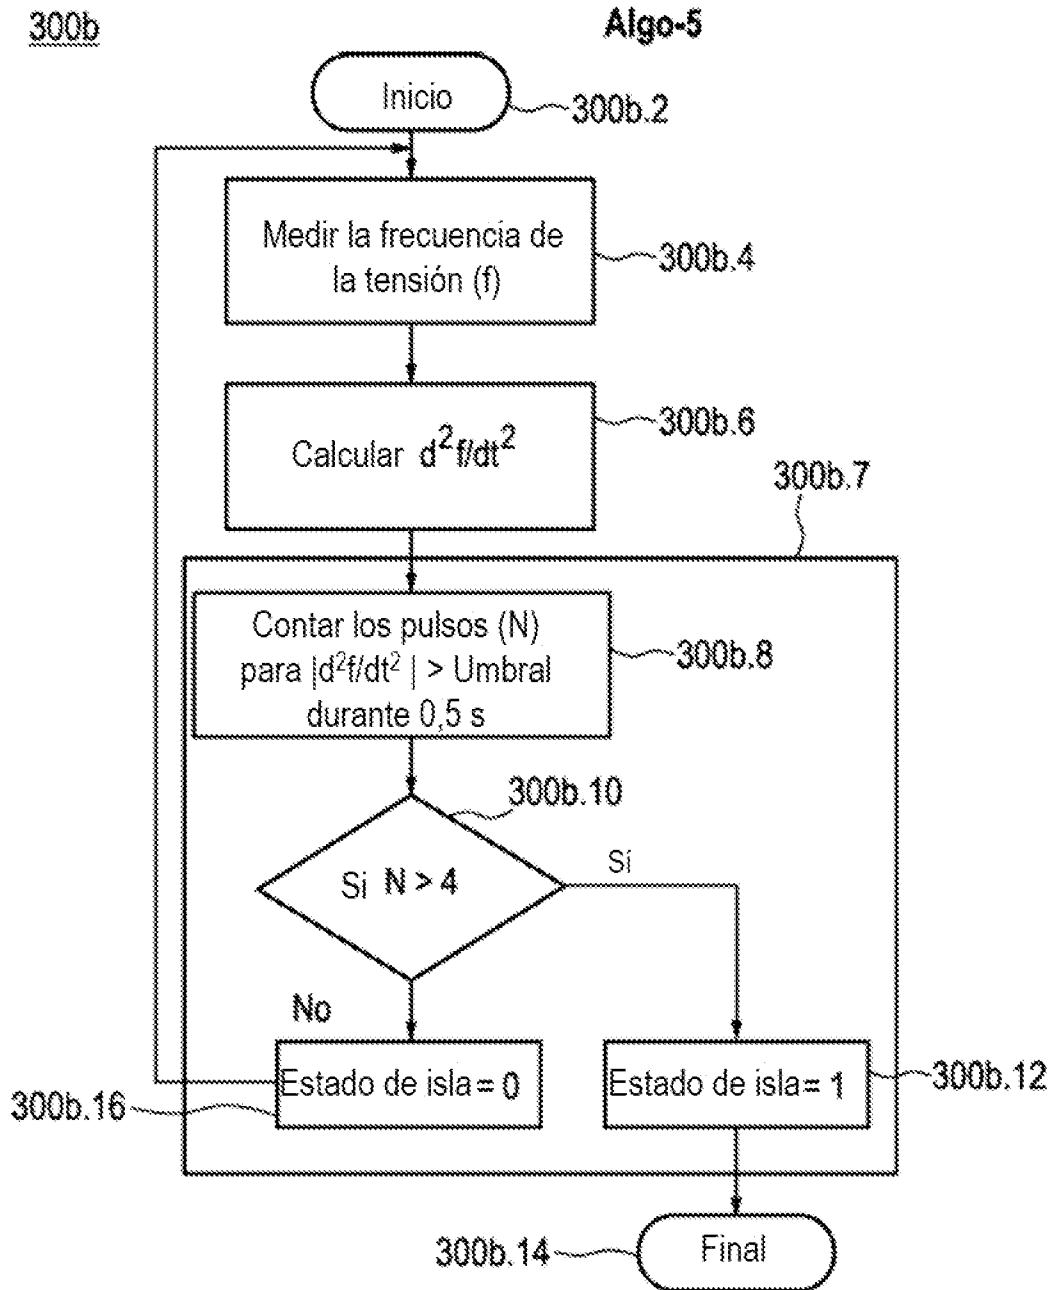 300b
Algo-5
Inicio
300b.2
Medir la frecuencia de
la tensión (f)
300b.4
Calcular d²f/dt²
300b.6
300b.7
Contar los pulsos (N)
para |d²f/dt² | > Umbral
durante 0,5 s
300b.8
300b.10
Si N > 4
Sí
No
Estado de isla = 0
300b.16
Estado de isla = 1
300b.12
Final
300b.14